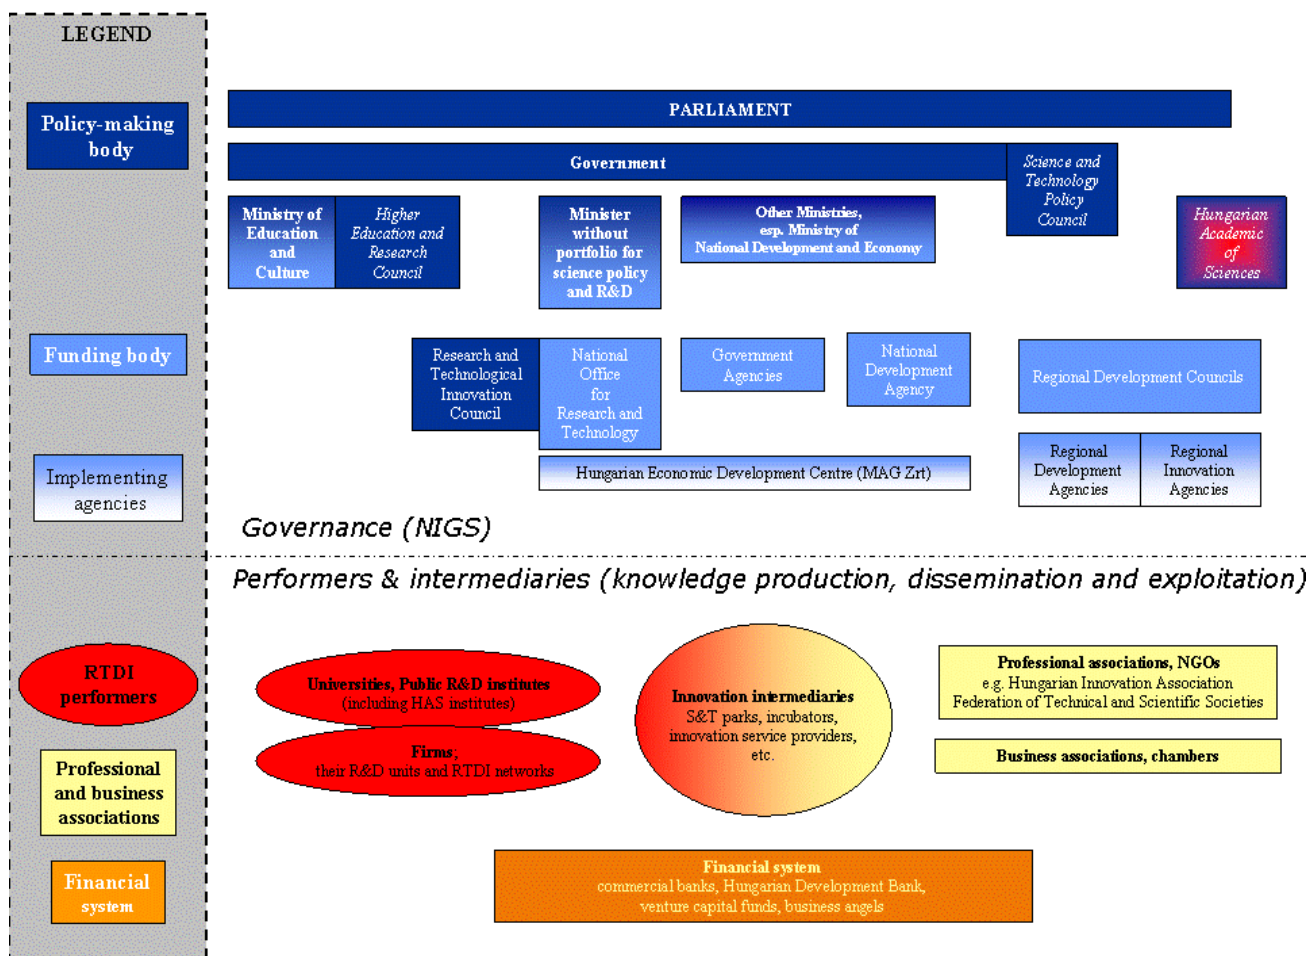 LEGEND
Policy-making
body
Funding body
Implementing
agencies
RTDI
performers
Professional
and business
associations
Financial
system
PARLIAMENT
Government
Science and
Technology
Policy
Council
Ministry of
Education
and
Culture
Higher
Education and
Research
Council
Minister
without
portfolio for
science policy
and R&D
Other Ministries,
esp. Ministry of
National Development and Economy
Hungarian
Academic
of
Sciences
Research and
Technological
Innovation
Council
National
Office
for
Research and
Technology
Government
Agencies
National
Development
Agency
Regional Development Councils
Hungarian Economic Development Centre (MAG Zrt)
Regional
Development
Agencies
Regional
Innovation
Agencies
Governance (NIGS)
Performers & intermediaries (knowledge production, dissemination and exploitation)
Universities, Public R&D institutes
(including HAS institutes)
Firms;
their R&D units and RTDI networks
Innovation intermediaries
S&T parks, incubators,
innovation service providers,
etc.
Professional associations, NGOs
e.g. Hungarian Innovation Association
Federation of Technical and Scientific Societies
Business associations, chambers
Financial system
commercial banks, Hungarian Development Bank,
venture capital funds, business angels